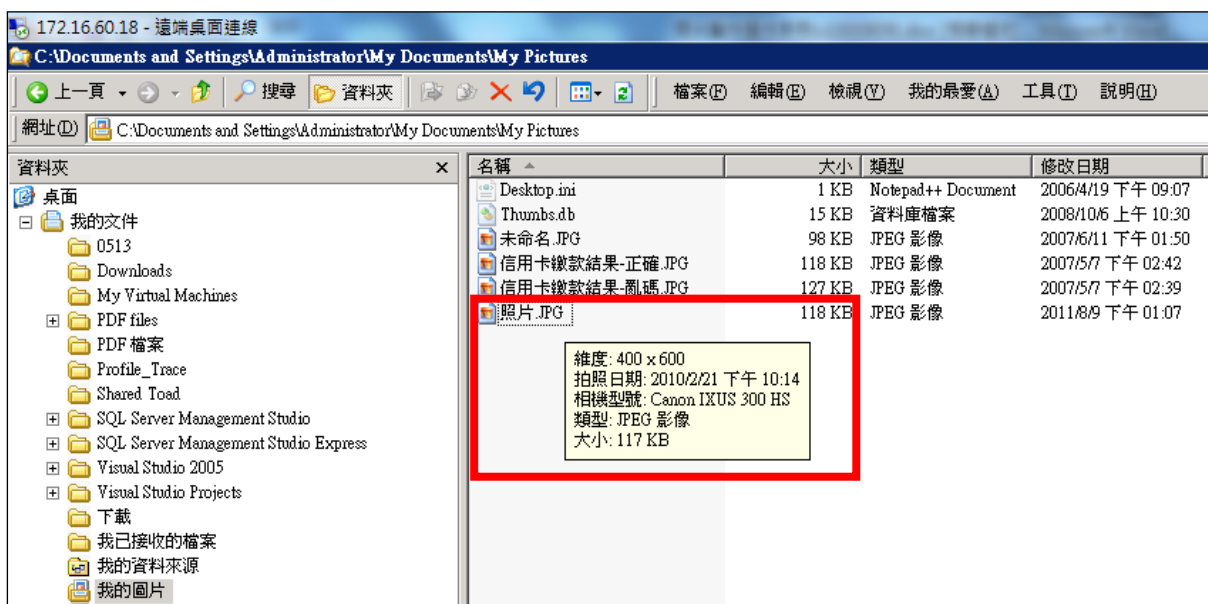 172.16.60.18 - 遠端桌面連線
C:\Documents and Settings\Administrator\My Documents\My Pictures
上一頁 搜尋 資料夾 檔案(F) 編輯(E) 檢視(V) 我的最愛(A) 工具(T) 說明(H)
網址(D) C:\Documents and Settings\Administrator\My Documents\My Pictures
資料夾 x
桌面
我的文件
0513
Downloads
My Virtual Machines
PDF files
PDF 檔案
Profile_Trace
Shared Toad
SQL Server Management Studio
SQL Server Management Studio Express
Visual Studio 2005
Visual Studio Projects
下載
我已接收的檔案
我的資料來源
我的圖片
名稱 大小 類型 修改日期
Desktop.ini 1 KB Notepad++ Document 2006/4/19 下午 09:07
Thumbs.db 15 KB 資料庫檔案 2008/10/6 上午 10:30
未命名.JPG 98 KB JPEG 影像 2007/6/11 下午 01:50
信用卡繳款結果-正確.JPG 118 KB JPEG 影像 2007/5/7 下午 02:42
信用卡繳款結果-亂碼.JPG 127 KB JPEG 影像 2007/5/7 下午 02:39
照片.JPG 118 KB JPEG 影像 2011/8/9 下午 01:07
維度: 400 x 600
拍照日期: 2010/2/21 下午 10:14
相機型號: Canon IXUS 300 HS
類型: JPEG 影像
大小: 117 KB